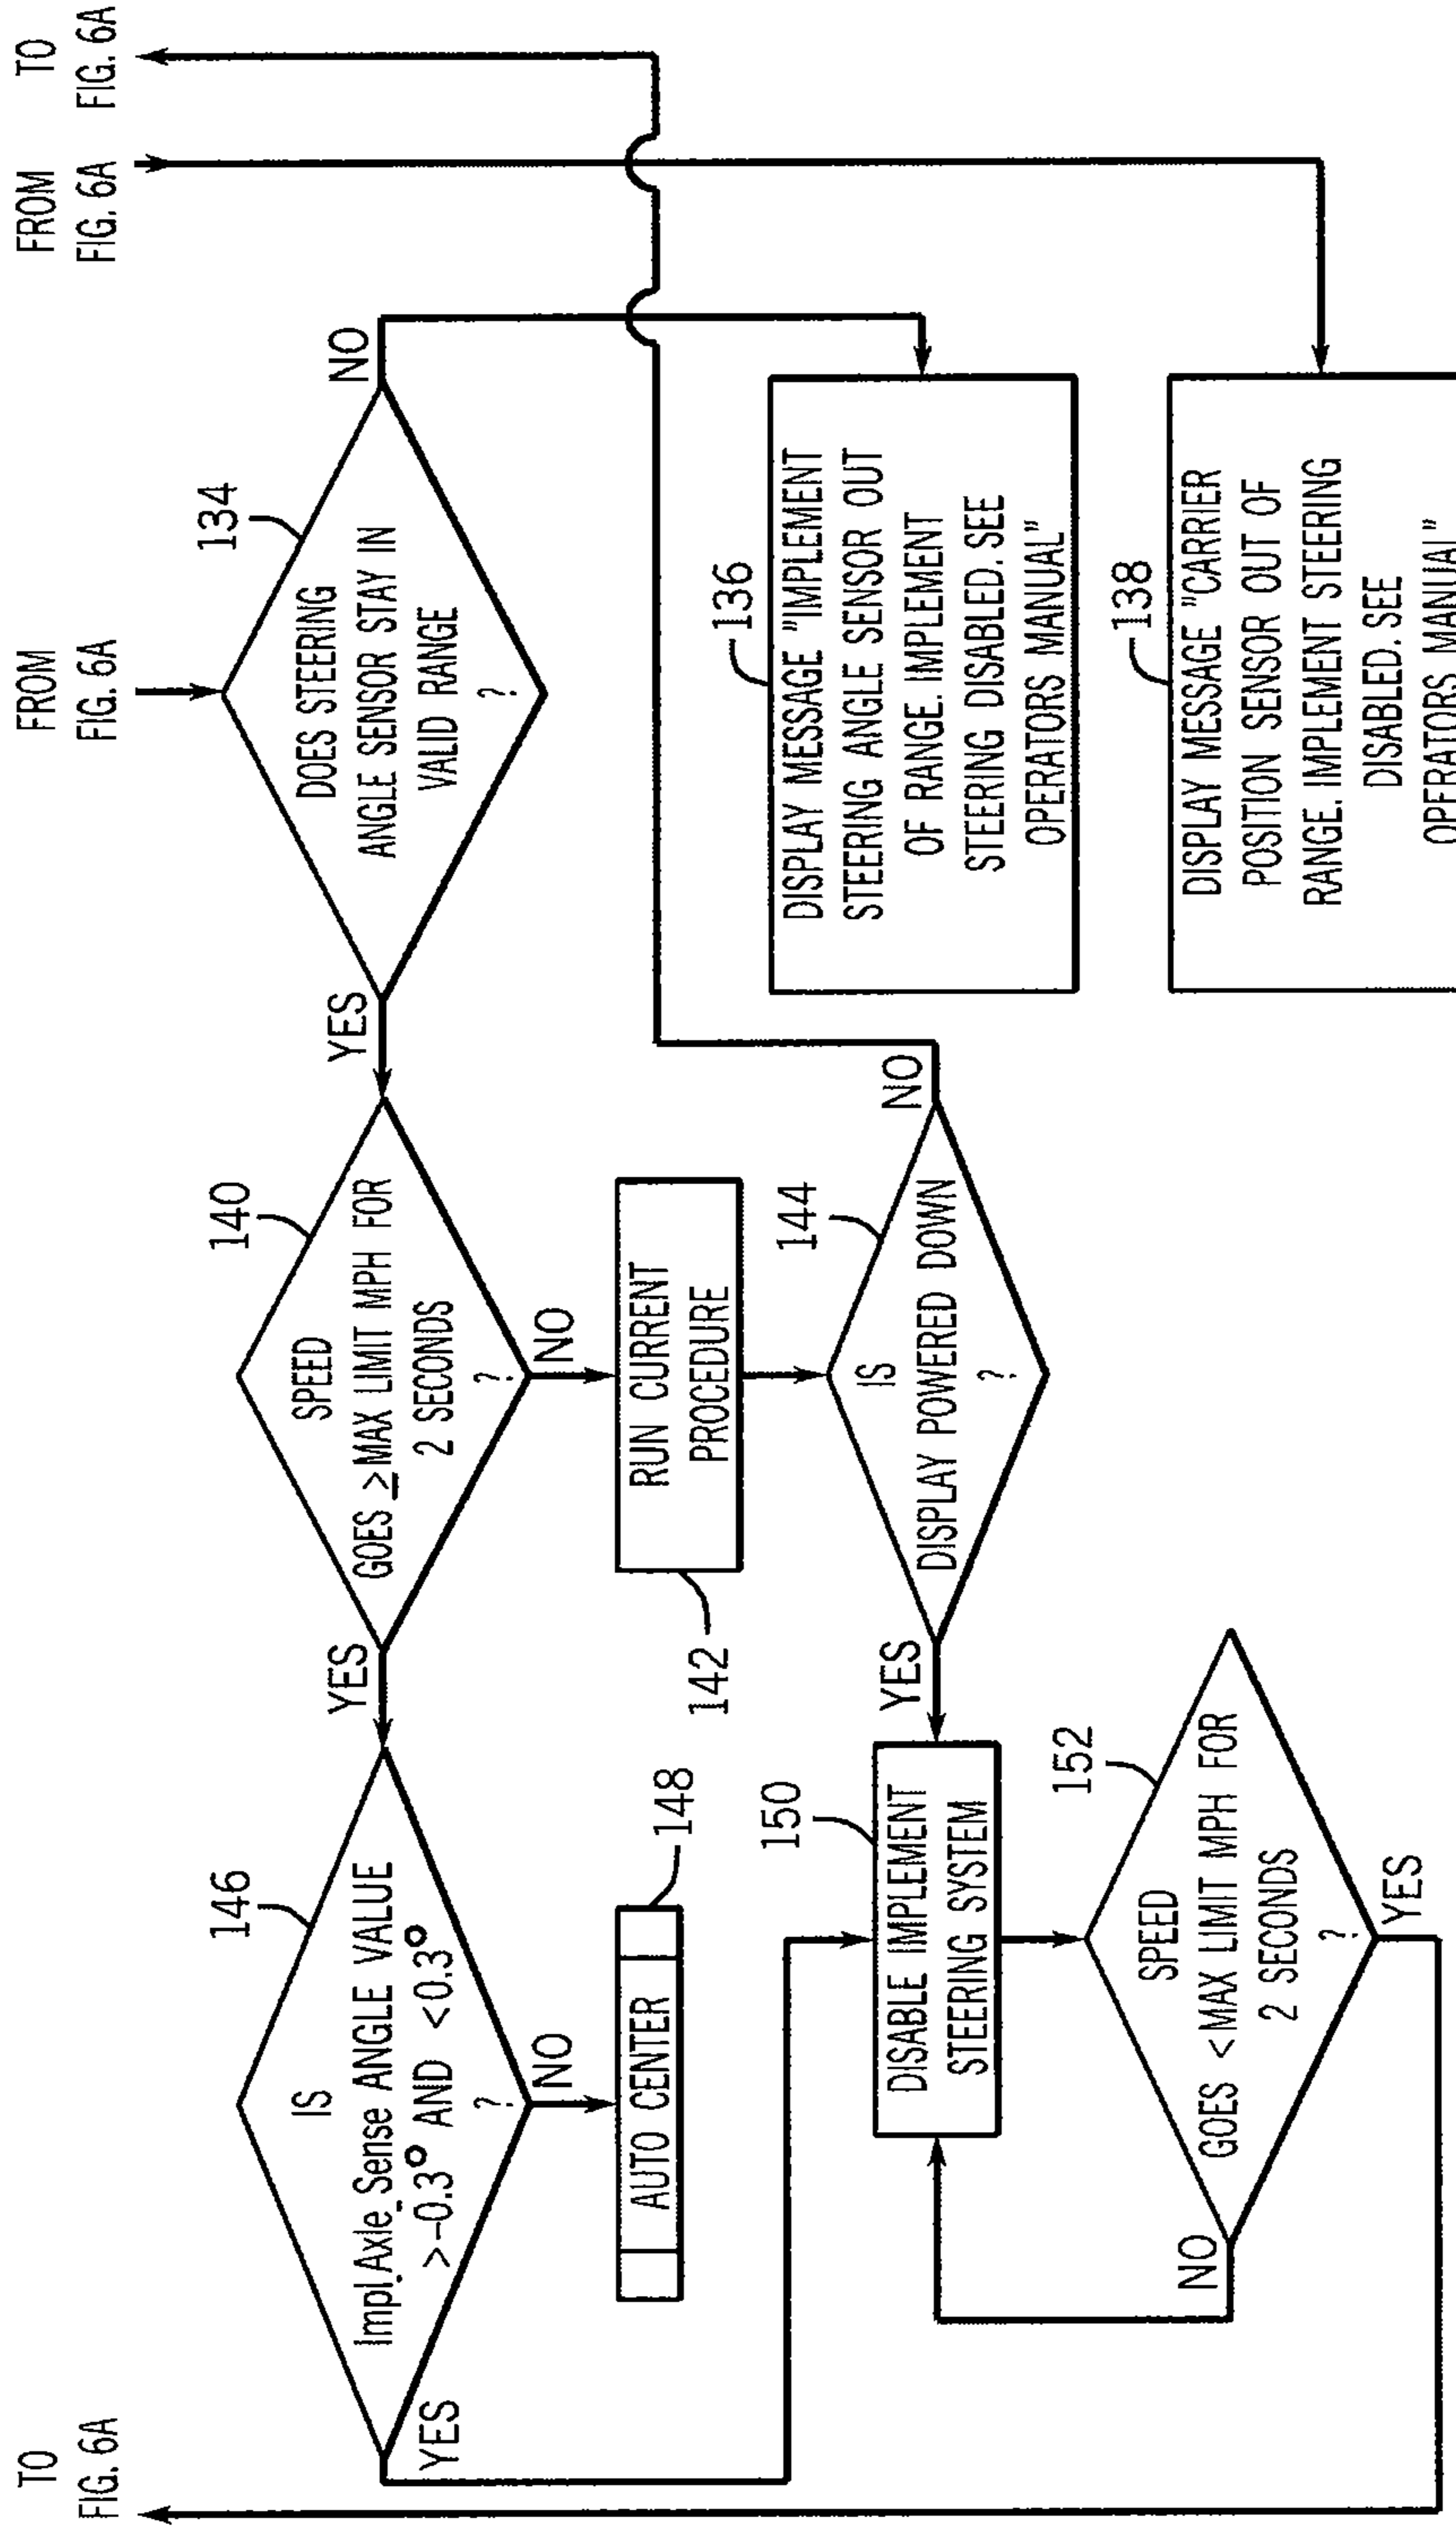 TO
FIG. 6A
FROM
FIG. 6A
FROM
FIG. 6A
TO
FIG. 6A
134
DOES STEERING
ANGLE SENSOR STAY IN
VALID RANGE
?
NO
YES
140
SPEED
GOES ≥MAX LIMIT MPH FOR
2 SECONDS
?
YES
NO
146
IS
Impl_Axle_Sense ANGLE VALUE
>-0.3° AND <0.3°
?
YES
NO
148
AUTO CENTER
142
RUN CURRENT
PROCEDURE
136
DISPLAY MESSAGE "IMPLEMENT
STEERING ANGLE SENSOR OUT
OF RANGE. IMPLEMENT
STEERING DISABLED. SEE
OPERATORS MANUAL"
144
IS
DISPLAY POWERED DOWN
?
NO
YES
150
DISABLE IMPLEMENT
STEERING SYSTEM
138
DISPLAY MESSAGE "CARRIER
POSITION SENSOR OUT OF
RANGE. IMPLEMENT STEERING
DISABLED. SEE
OPERATORS MANUAL"
152
SPEED
GOES <MAX LIMIT MPH FOR
2 SECONDS
?
NO
YES